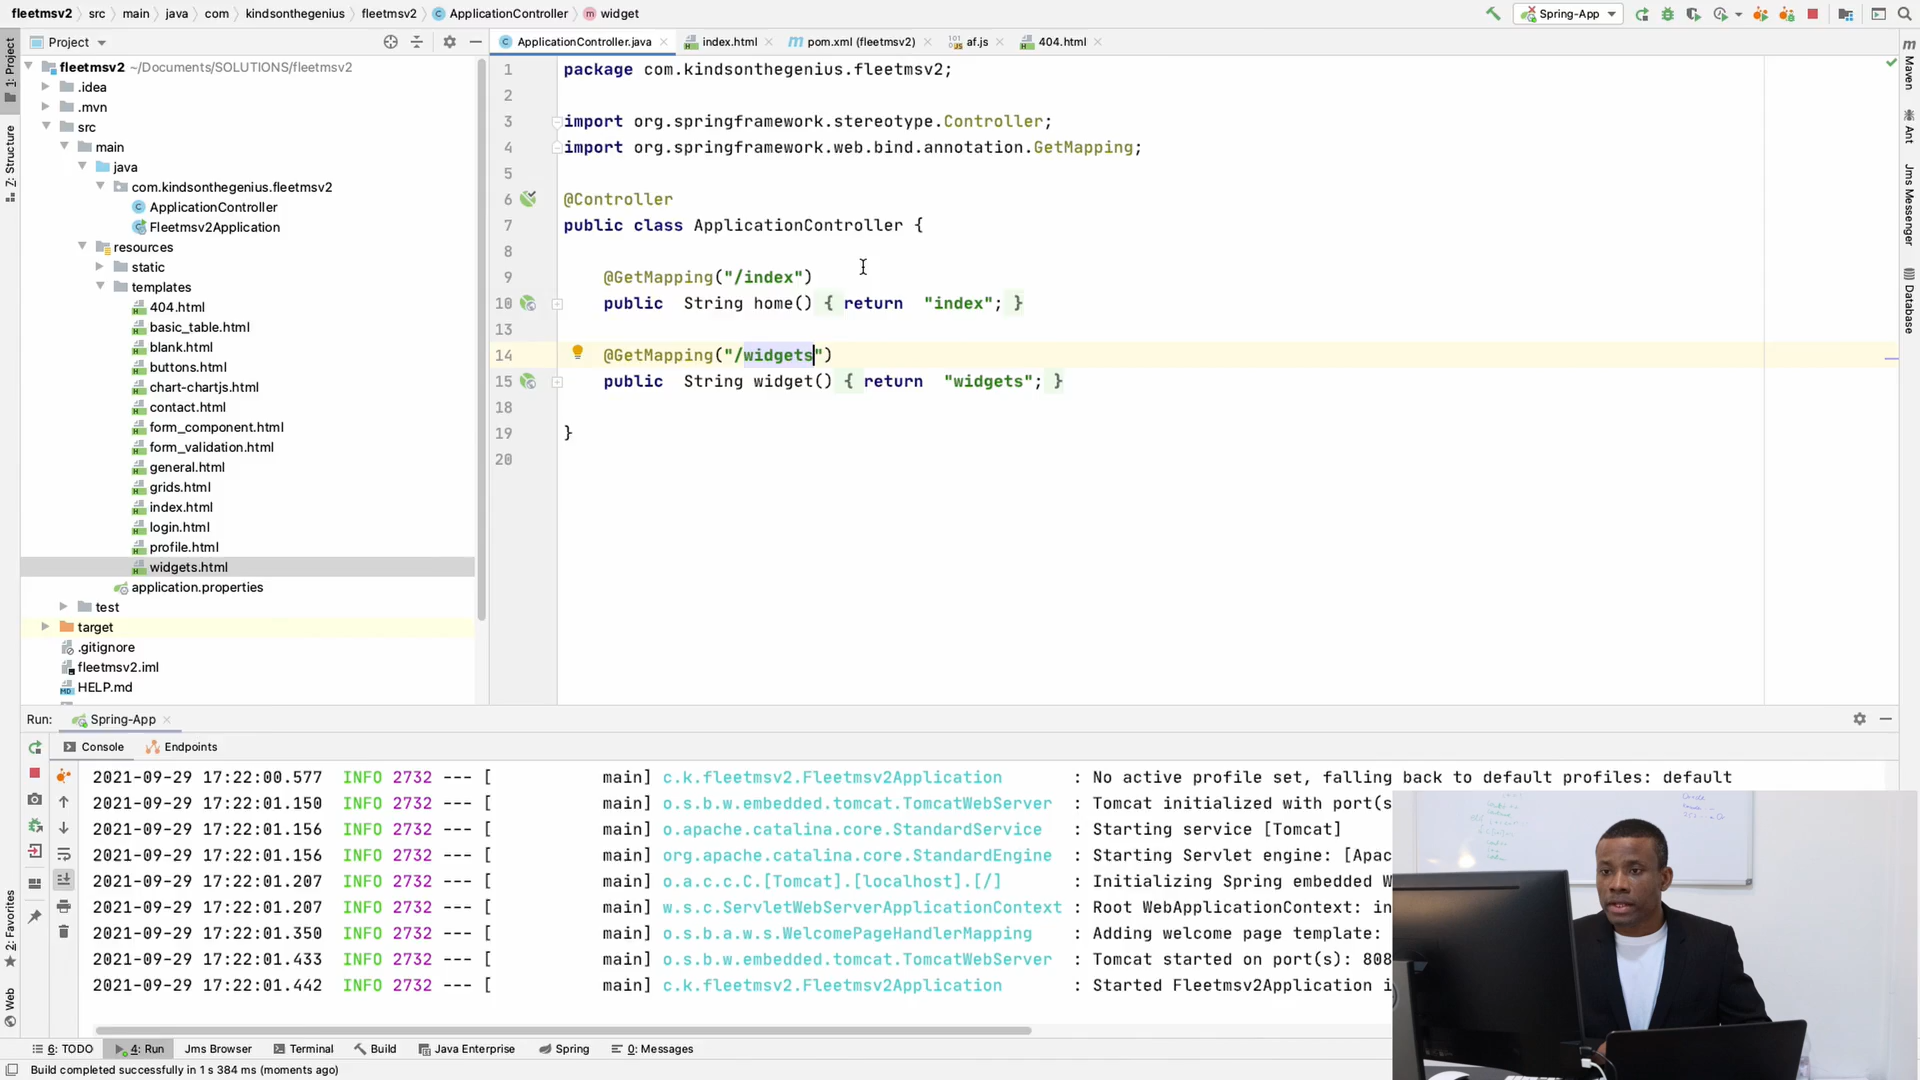 fleetmsv2 src main java com kindsonthegenius fleetmsv2 ApplicationController widget Spring-App
Project
ApplicationController.java index.html pom.xml (fleetmsv2) af.js 404.html
fleetmsv2 ~/Documents/SOLUTIONS/fleetmsv2
.idea
.mvn
src
main
java
com.kindsonthegenius.fleetmsv2
ApplicationController
Fleetmsv2Application
resources
static
templates
404.html
basic_table.html
blank.html
buttons.html
chart-chartjs.html
contact.html
form_component.html
form_validation.html
general.html
grids.html
index.html
login.html
profile.html
widgets.html
application.properties
test
target
.gitignore
fleetmsv2.iml
HELP.md
1 package com.kindsonthegenius.fleetmsv2;
2
3 import org.springframework.stereotype.Controller;
4 import org.springframework.web.bind.annotation.GetMapping;
5
6 @Controller
7 public class ApplicationController {
8
9 @GetMapping("/index")
10 public String home() { return "index"; }
13
14 @GetMapping("/widgets")
15 public String widget() { return "widgets"; }
18
19 }
20
1: Project
Z: Structure
2: Favorites
Web
Maven
Ant
Jms Messenger
Database
Run: Spring-App
Console Endpoints
2021-09-29 17:22:00.577 INFO 2732 --- [ main] c.k.fleetmsv2.Fleetmsv2Application : No active profile set, falling back to default profiles: default
2021-09-29 17:22:01.150 INFO 2732 --- [ main] o.s.b.w.embedded.tomcat.TomcatWebServer : Tomcat initialized with port(s
2021-09-29 17:22:01.156 INFO 2732 --- [ main] o.apache.catalina.core.StandardService : Starting service [Tomcat]
2021-09-29 17:22:01.156 INFO 2732 --- [ main] org.apache.catalina.core.StandardEngine : Starting Servlet engine: [Apac
2021-09-29 17:22:01.207 INFO 2732 --- [ main] o.a.c.c.C.[Tomcat].[localhost].[/] : Initializing Spring embedded W
2021-09-29 17:22:01.207 INFO 2732 --- [ main] w.s.c.ServletWebServerApplicationContext : Root WebApplicationContext: in
2021-09-29 17:22:01.350 INFO 2732 --- [ main] o.s.b.a.w.s.WelcomePageHandlerMapping : Adding welcome page template:
2021-09-29 17:22:01.433 INFO 2732 --- [ main] o.s.b.w.embedded.tomcat.TomcatWebServer : Tomcat started on port(s): 808
2021-09-29 17:22:01.442 INFO 2732 --- [ main] c.k.fleetmsv2.Fleetmsv2Application : Started Fleetmsv2Application i
6: TODO 4: Run Jms Browser Terminal Build Java Enterprise Spring 0: Messages
Build completed successfully in 1 s 384 ms (moments ago)